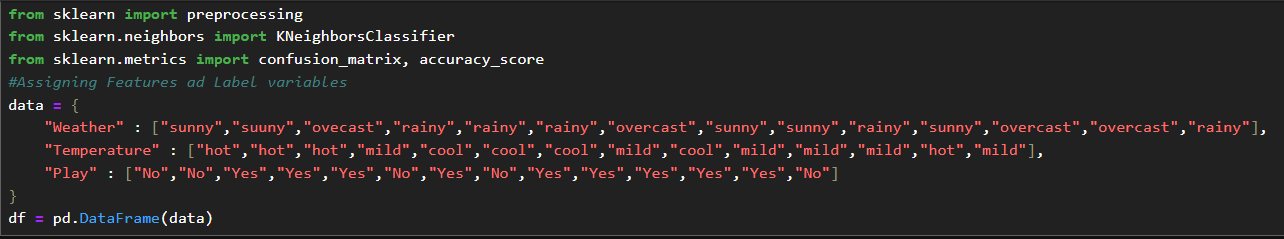 from sklearn import preprocessing
from sklearn.neighbors import KNeighborsClassifier
from sklearn.metrics import confusion_matrix, accuracy_score
#Assigning Features ad Label variables
data = {
    "Weather" : ["sunny","suuny","ovecast","rainy","rainy","rainy","overcast","sunny","sunny","rainy","sunny","overcast","overcast","rainy"],
    "Temperature" : ["hot","hot","hot","mild","cool","cool","cool","mild","cool","mild","mild","mild","hot","mild"],
    "Play" : ["No","No","Yes","Yes","Yes","No","Yes","No","Yes","Yes","Yes","Yes","Yes","No"]
}
df = pd.DataFrame(data)